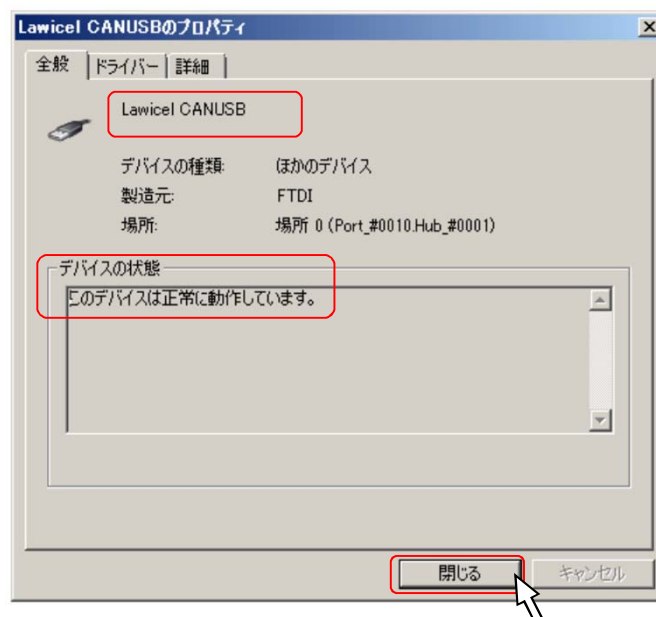 Lawicel CANUSBのプロパティ
全般 ドライバー 詳細
Lawicel CANUSB
デバイスの種類: ほかのデバイス
製造元: FTDI
場所: 場所 0 (Port_#0010.Hub_#0001)
デバイスの状態
このデバイスは正常に動作しています。
閉じる キャンセル